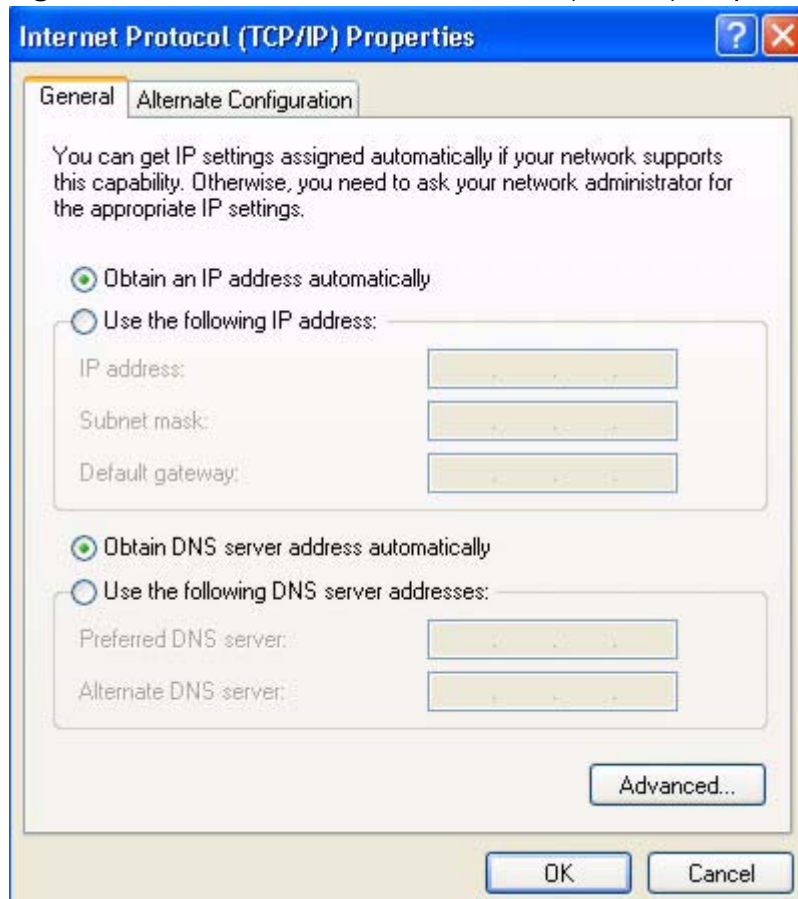 Internet Protocol (TCP/IP) Properties
General
Alternate Configuration
You can get IP settings assigned automatically if your network supports
this capability. Otherwise, you need to ask your network administrator for
the appropriate IP settings.
Obtain an IP address automatically
Use the following IP address:
IP address:
Subnet mask:
Default gateway:
Obtain DNS server address automatically
Use the following DNS server addresses:
Preferred DNS server:
Alternate DNS server:
Advanced...
OK
Cancel